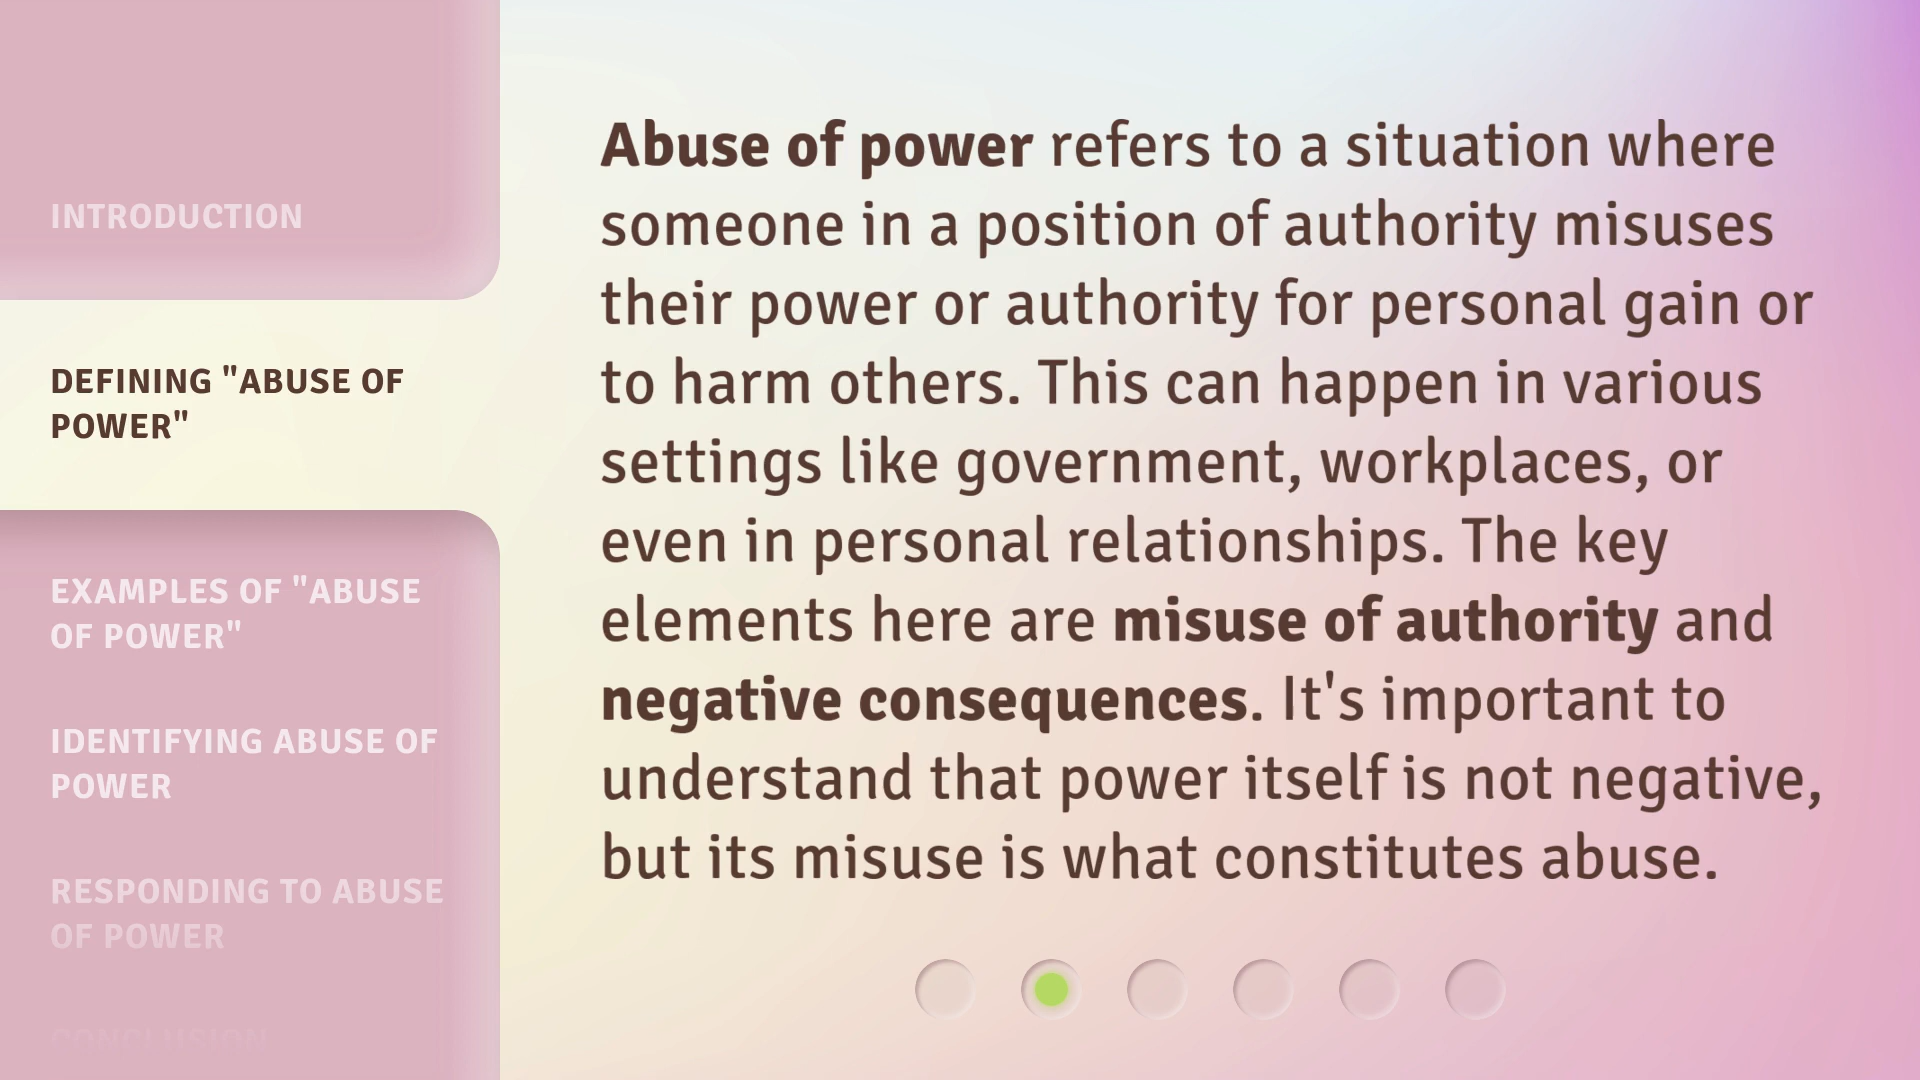 INTRODUCTION
DEFINING "ABUSE OF
POWER"
EXAMPLES OF "ABUSE
OF POWER"
IDENTIFYING ABUSE OF
POWER
RESPONDING TO ABUSE
OF POWER
CONCLUSION
Abuse of power refers to a situation where
someone in a position of authority misuses
their power or authority for personal gain or
to harm others. This can happen in various
settings like government, workplaces, or
even in personal relationships. The key
elements here are misuse of authority and
negative consequences. It's important to
understand that power itself is not negative,
but its misuse is what constitutes abuse.